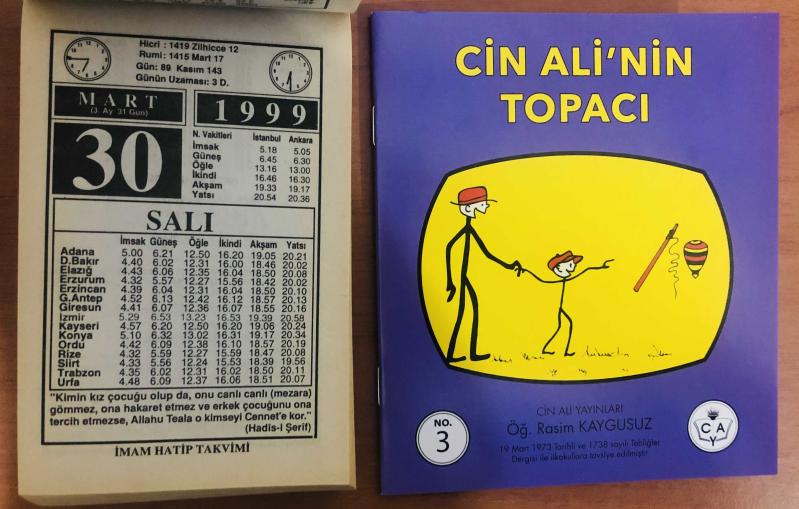 Hicri : 1419 Zilhicce 12
Rumi : 1415 Mart 17
Gün: 89 Kasım 143
Günün Uzaması: 3 D.
MART
(3. Ay 31 Gün)
1999
30
N. Vakitleri İstanbul Ankara
İmsak 5.18 5.05
Güneş 6.45 6.30
Öğle 13.16 13.00
İkindi 16.46 16.30
Akşam 19.33 19.17
Yatsı 20.54 20.36
SALI
İmsak Güneş Öğle İkindi Akşam Yatsı
Adana 5.00 6.21 12.50 16.20 19.05 20.21
D.Bakır 4.40 6.02 12.31 16.00 18.46 20.02
Elazığ 4.43 6.06 12.35 16.04 18.50 20.08
Erzurum 4.32 5.57 12.27 15.56 18.42 20.02
Erzincan 4.39 6.04 12.31 16.04 18.50 20.10
G.Antep 4.52 6.13 12.42 16.12 18.57 20.13
Giresun 4.41 6.07 12.36 16.07 18.55 20.16
İzmir 5.29 6.53 13.23 16.53 19.39 20.58
Kayseri 4.57 6.20 12.50 16.20 19.06 20.24
Konya 5.10 6.32 13.02 16.31 19.17 20.34
Ordu 4.42 6.09 12.38 16.10 18.57 20.19
Rize 4.32 5.59 12.27 15.59 18.47 20.08
Siirt 4.33 5.56 12.24 15.53 18.39 19.56
Trabzon 4.35 6.02 12.31 16.02 18.50 20.11
Urfa 4.48 6.09 12.37 16.06 18.51 20.07
"Kimin kız çocuğu olup da, onu canlı canlı (mezara)
gömmez, ona hakaret etmez ve erkek çocuğunu ona
tercih etmezse, Allahu Teala o kimseyi Cennet'e kor."
(Hadis-i Şerif)
İMAM HATİP TAKVİMİ
CİN ALİ'NİN
TOPACI
NO.
3
CİN ALİ YAYINLARI
Öğ. Rasim KAYGUSUZ
19 Mart 1973 Tarihli ve 1738 sayılı Tebliğler
Dergisi ile ilkokullara tavsiye edilmiştir
C A
Y